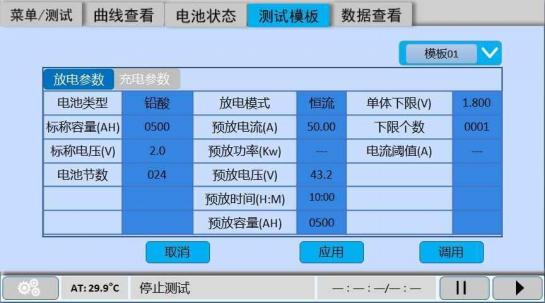 菜单/测试 曲线查看 电池状态 测试模板 数据查看
模板01
放电参数 充电参数
电池类型 铅酸 放电模式 恒流 单体下限(V) 1.800
标称容量(AH) 0500 预放电流(A) 50.00 下限个数 0001
标称电压(V) 2.0 预放功率(Kw) --- 电流阈值(A) ---
电池节数 024 预放电压(V) 43.2
预放时间(H:M) 10:00
预放容量(AH) 0500
取消 应用 调用
AT: 29.9°C 停止测试 --- : --- : ---/--- : ---